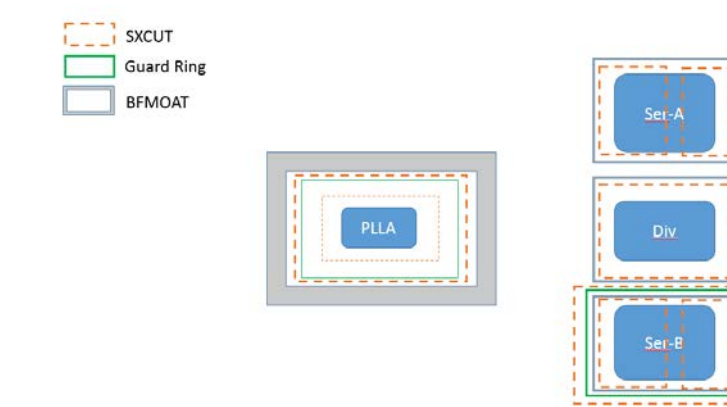 SXCUT
Guard Ring
BFMOAT
Ser-A
PLLA
Div
Ser-B